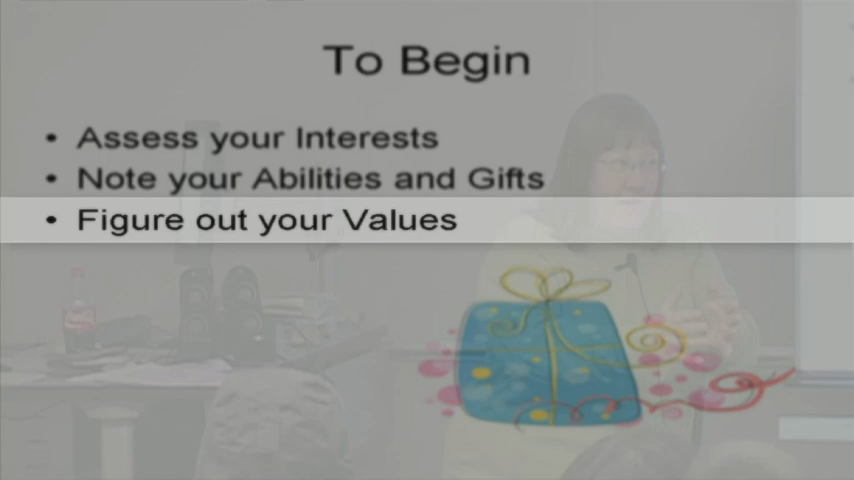 To Begin
• Assess your Interests
• Note your Abilities and Gifts
• Figure out your Values